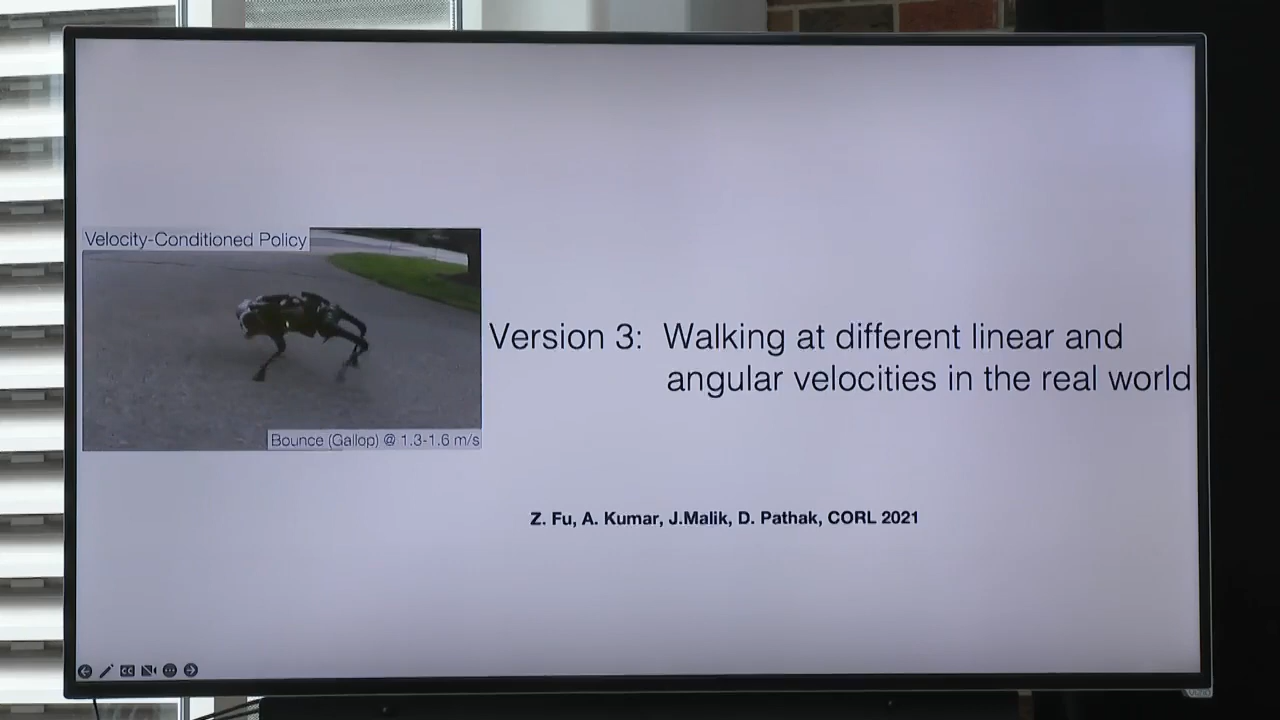 Velocity-Conditioned Policy
Bounce (Gallop) @ 1.3-1.6 m/s
Version 3: Walking at different linear and
angular velocities in the real world
Z. Fu, A. Kumar, J.Malik, D. Pathak, CORL 2021